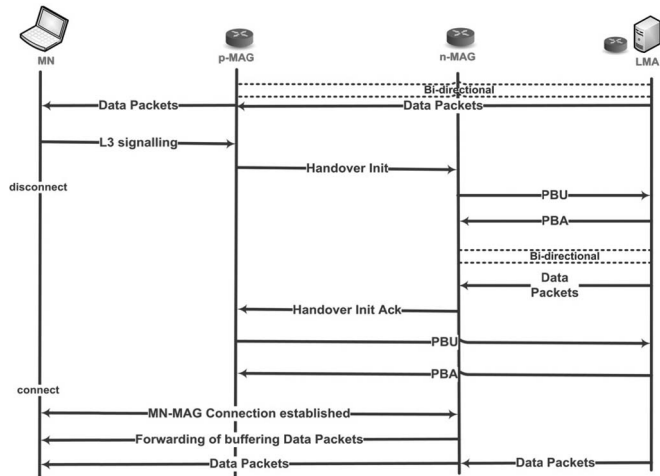 MN
p-MAG
n-MAG
LMA
Bi-directional
Data Packets
Data Packets
L3 signalling
Handover Init
disconnect
PBU
PBA
Bi-directional
Data
Packets
Handover Init Ack
PBU
PBA
connect
MN-MAG Connection established
Forwarding of buffering Data Packets
Data Packets
Data Packets